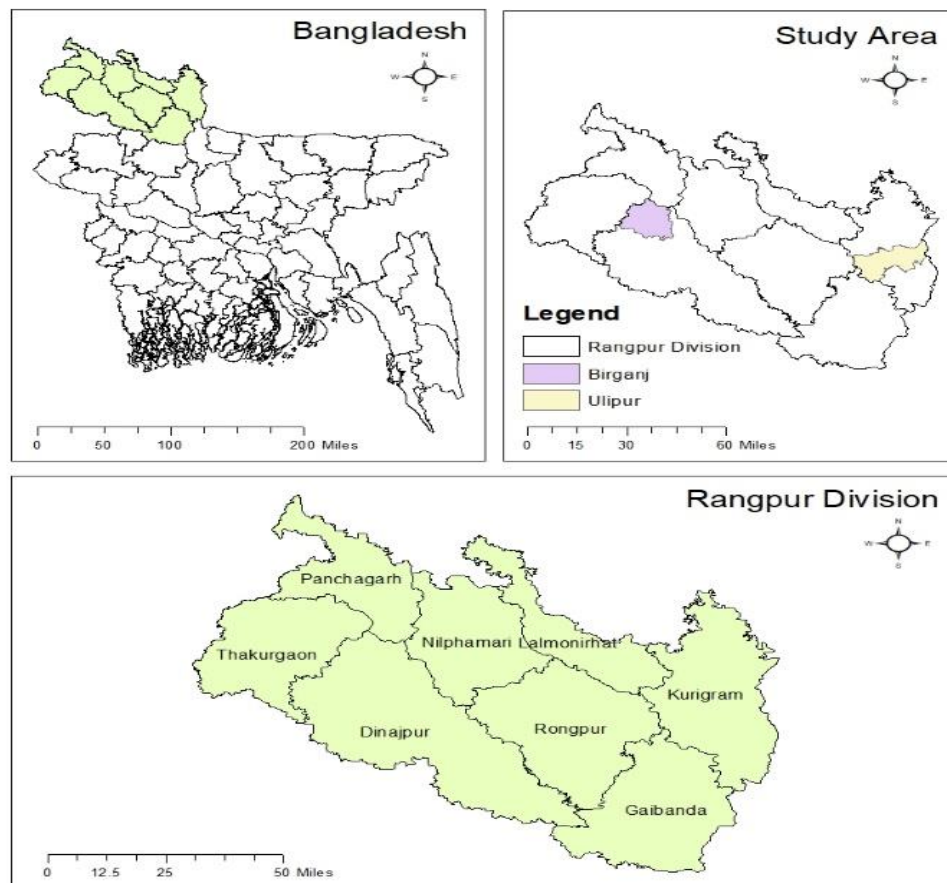 Bangladesh
N
W E
S
0 50 100 200 Miles
Study Area
N
W E
S
Legend
Rangpur Division
Birganj
Ulipur
0 15 30 60 Miles
Rangpur Division
N
W E
S
Panchagarh
Nilphamari Lalmonirhat
Thakurgaon
Kurigram
Dinajpur Rongpur
Gaibanda
0 12.5 25 50 Miles